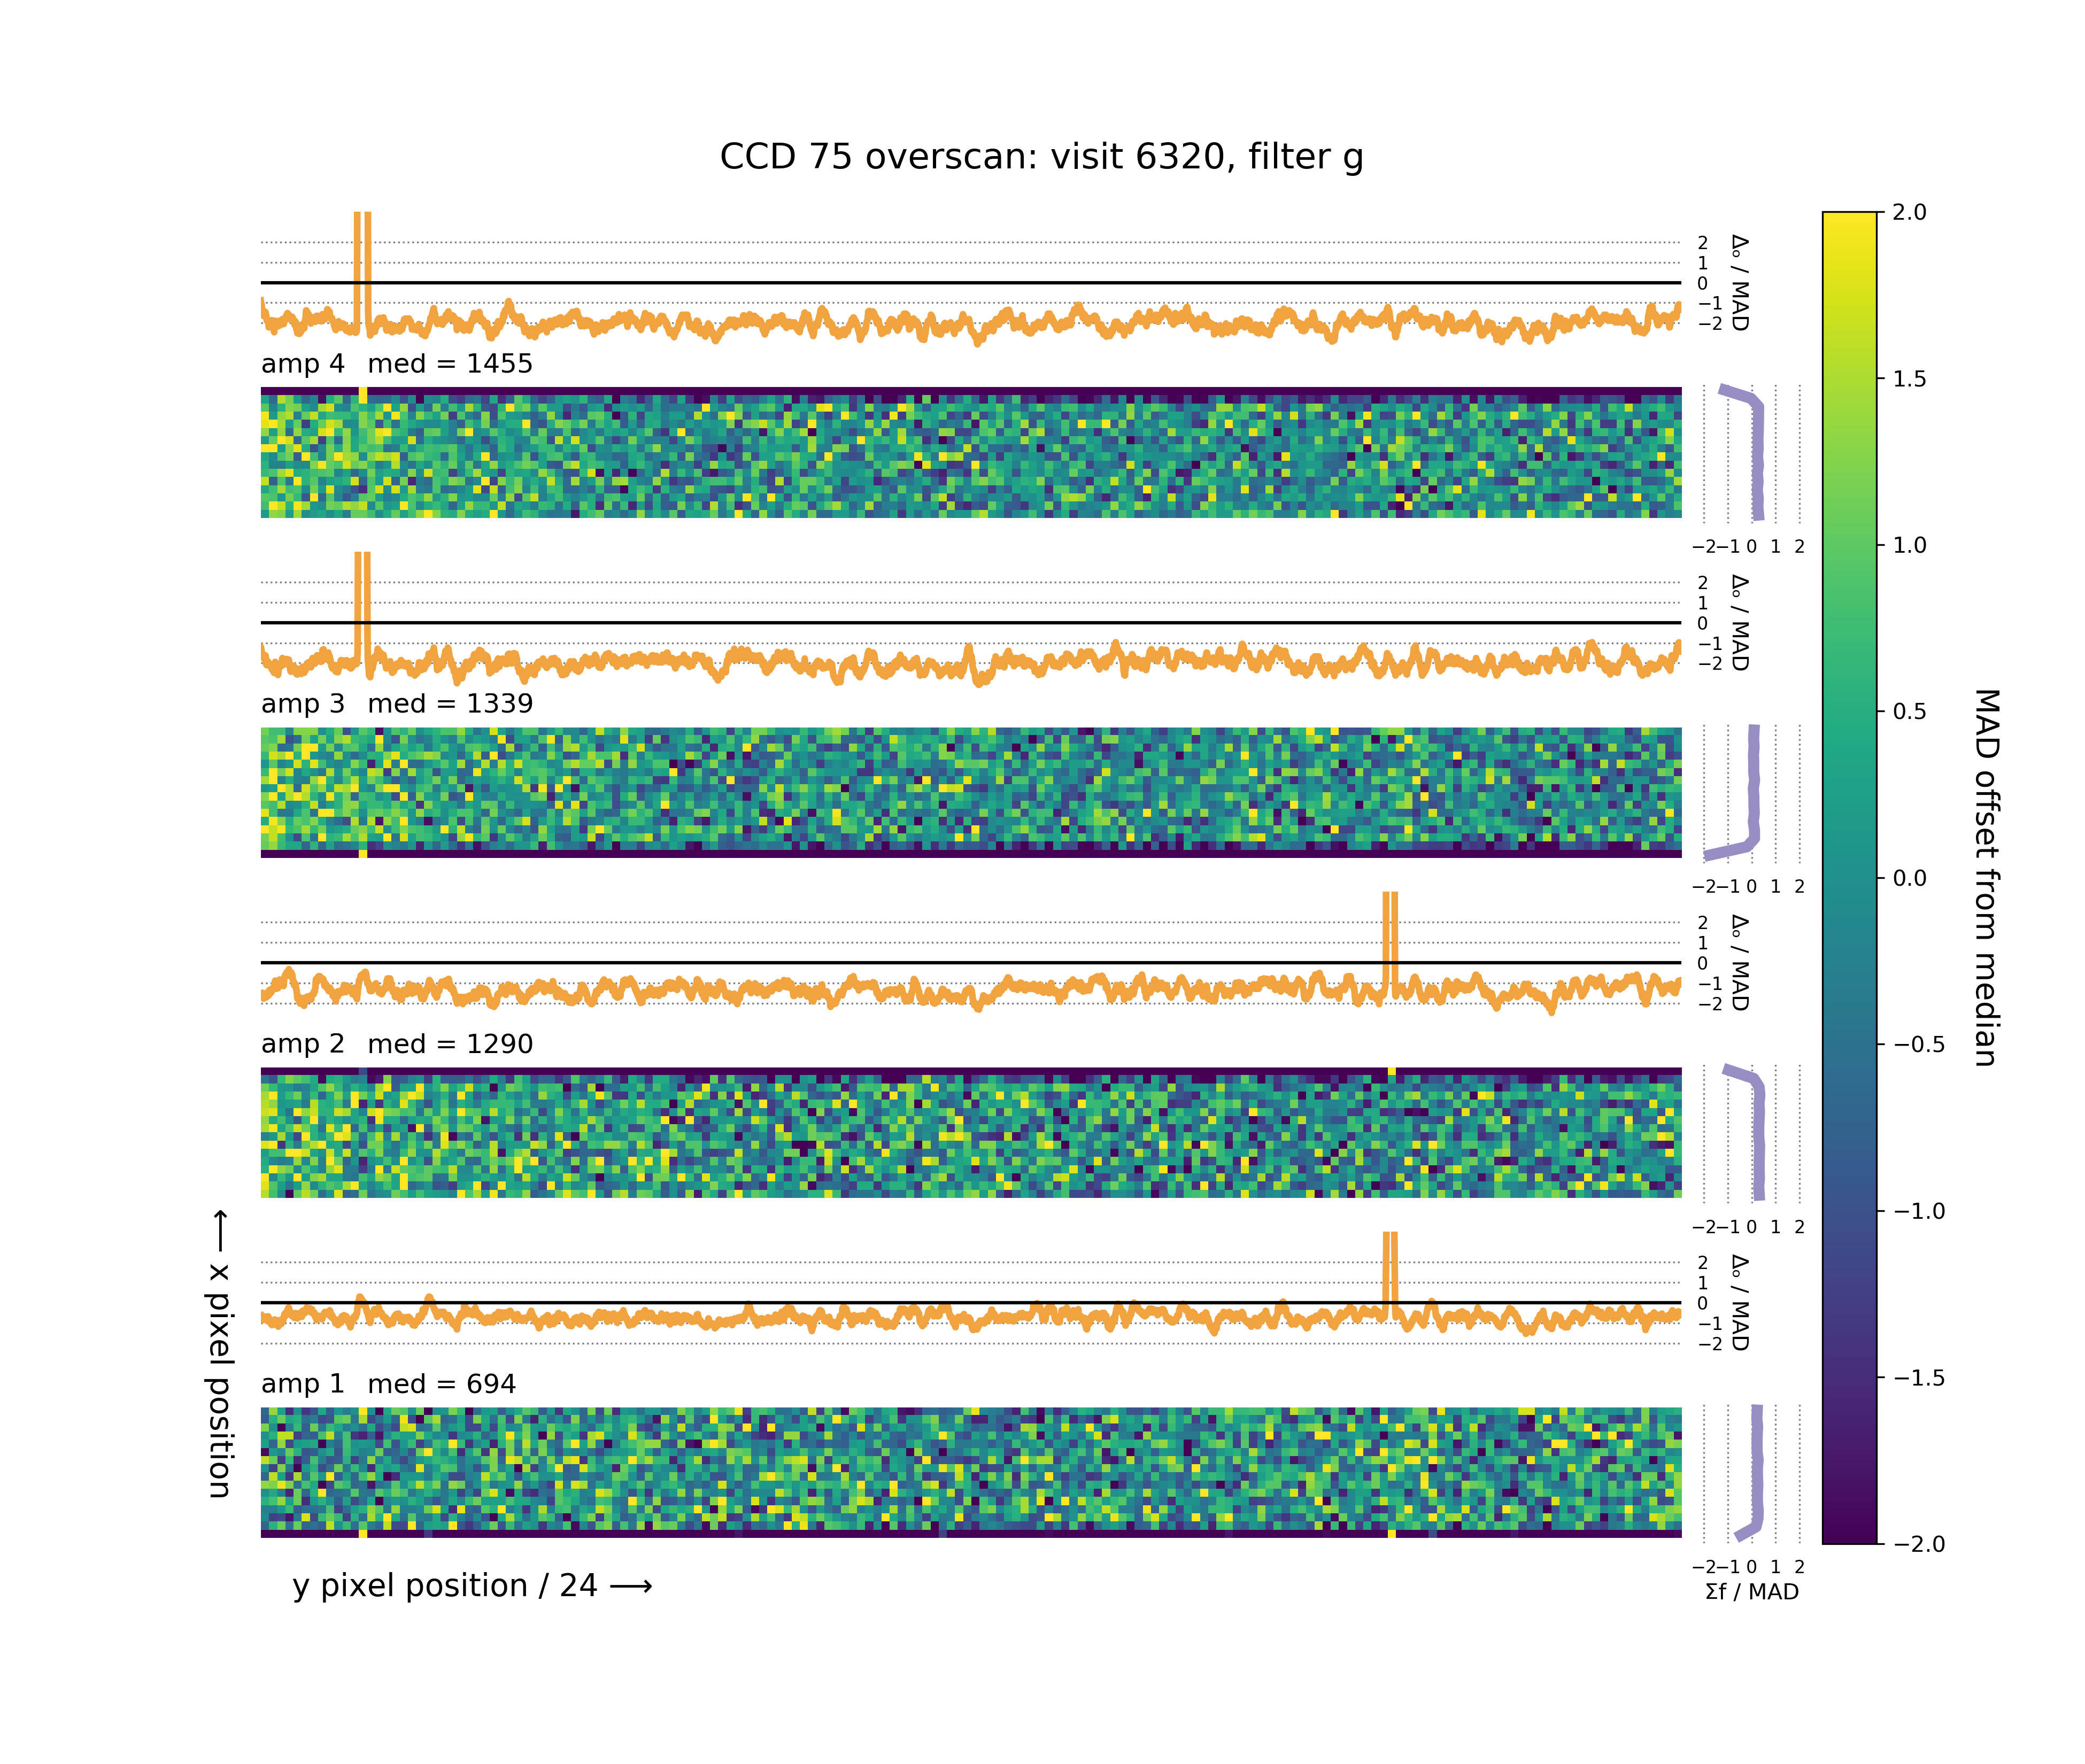 CCD 75 overscan: visit 6320, filter g
2
1
0
−1
−2
Δₒ / MAD
amp 4 med = 1455
−2 −1 0 1 2
2
1
0
−1
−2
Δₒ / MAD
amp 3 med = 1339
−2 −1 0 1 2
2
1
0
−1
−2
Δₒ / MAD
amp 2 med = 1290
−2 −1 0 1 2
2
1
0
−1
−2
Δₒ / MAD
amp 1 med = 694
−2 −1 0 1 2
Σf / MAD
y pixel position / 24 ⟶
⟵ x pixel position
2.0
1.5
1.0
0.5
0.0
−0.5
−1.0
−1.5
−2.0
MAD offset from median